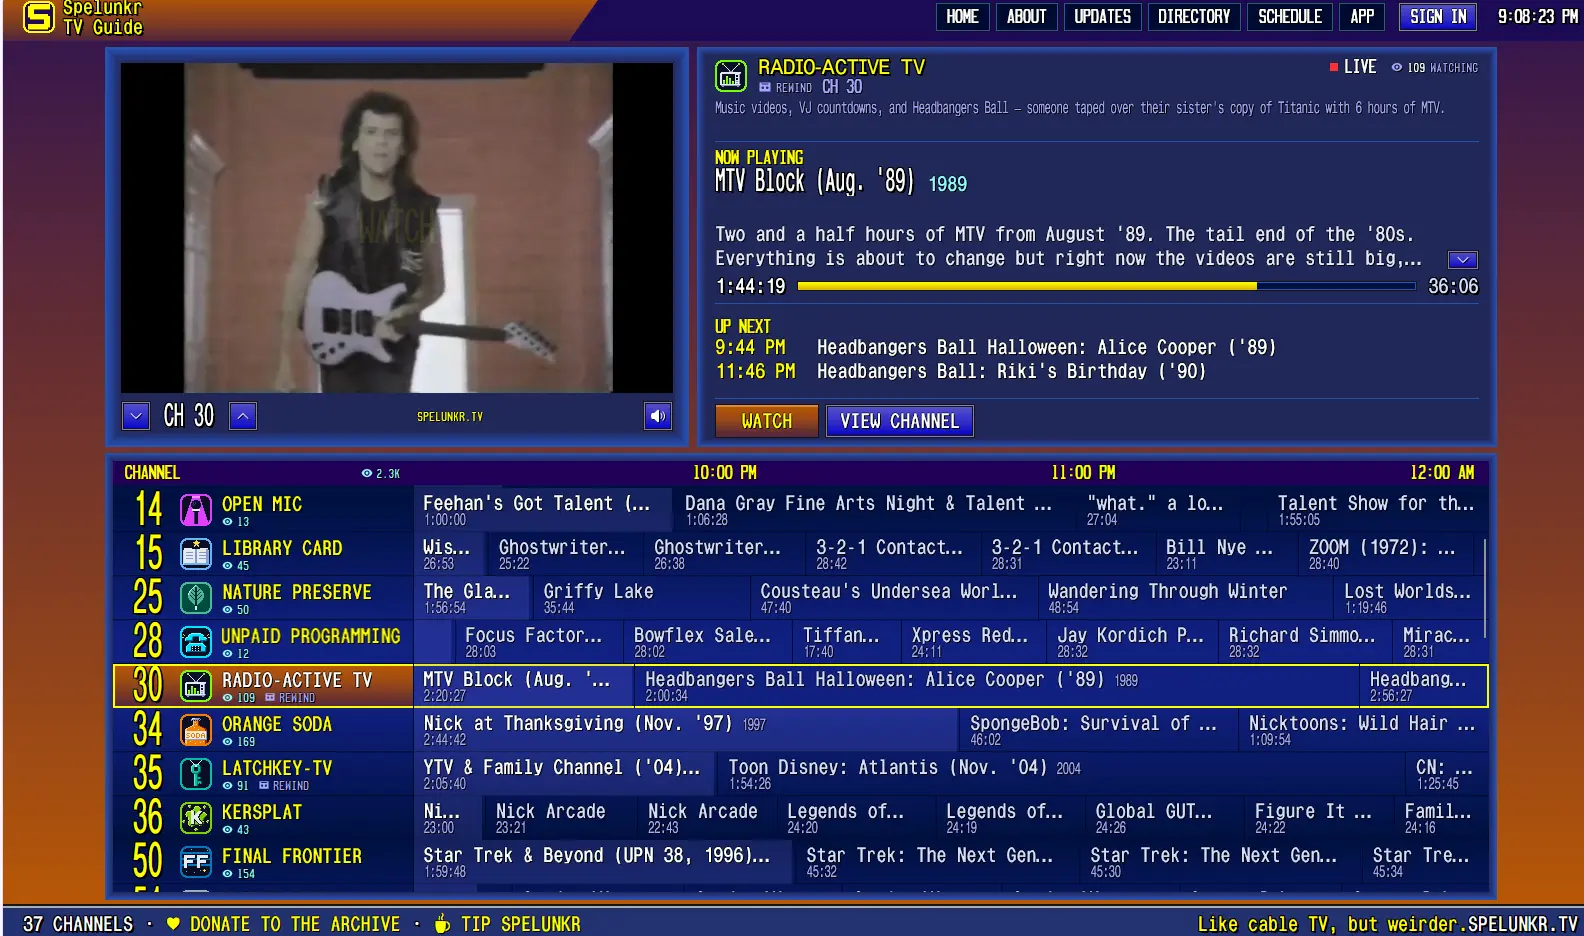 Spelunkr
TV Guide
HOME ABOUT UPDATES DIRECTORY SCHEDULE APP SIGN IN 9:08:23 PM
WATCH
CH 30
SPELUNKR.TV
RADIO-ACTIVE TV
REWIND CH 30
LIVE 109 WATCHING
Music videos, VJ countdowns, and Headbangers Ball — someone taped over their sister's copy of Titanic with 6 hours of MTV.
NOW PLAYING
MTV Block (Aug. '89) 1989
Two and a half hours of MTV from August '89. The tail end of the '80s.
Everything is about to change but right now the videos are still big,...
1:44:19 36:06
UP NEXT
9:44 PM Headbangers Ball Halloween: Alice Cooper ('89)
11:46 PM Headbangers Ball: Riki's Birthday ('90)
WATCH VIEW CHANNEL
CHANNEL 2.3K 10:00 PM 11:00 PM 12:00 AM
14 OPEN MIC Feehan's Got Talent (... Dana Gray Fine Arts Night & Talent ... "what." a lo... Talent Show for th...
13 1:00:00 1:06:28 27:04 1:55:05
15 LIBRARY CARD Wis... Ghostwriter... Ghostwriter... 3-2-1 Contact... 3-2-1 Contact... Bill Nye ... ZOOM (1972): ...
45 26:53 25:22 26:38 28:42 28:31 23:11 28:40
25 NATURE PRESERVE The Gla... Griffy Lake Cousteau's Undersea Worl... Wandering Through Winter Lost Worlds...
50 1:56:54 35:44 47:40 48:54 1:19:46
28 UNPAID PROGRAMMING Focus Factor... Bowflex Sale... Tiffan... Xpress Red... Jay Kordich P... Richard Simmo... Mirac...
12 28:03 28:02 17:40 24:11 28:32 28:32 28:31
30 RADIO-ACTIVE TV MTV Block (Aug. '... Headbangers Ball Halloween: Alice Cooper ('89) 1989 Headbang...
109 REWIND 2:20:27 2:00:34 2:56:27
34 ORANGE SODA Nick at Thanksgiving (Nov. '97) 1997 SpongeBob: Survival of ... Nicktoons: Wild Hair ...
SODA
169 2:44:42 46:02 1:09:54
35 LATCHKEY-TV YTV & Family Channel ('04)... Toon Disney: Atlantis (Nov. '04) 2004 CN: ...
91 REWIND 2:05:40 1:54:26 1:25:45
36 K KERSPLAT Ni... Nick Arcade Nick Arcade Legends of... Legends of... Global GUT... Figure It ... Famil...
43 23:00 23:21 22:43 24:20 24:19 24:26 24:22 24:16
50 FF FINAL FRONTIER Star Trek & Beyond (UPN 38, 1996)... Star Trek: The Next Gen... Star Trek: The Next Gen... Star Tre...
154 1:59:48 45:32 45:30 45:34
37 CHANNELS · DONATE TO THE ARCHIVE · TIP SPELUNKR Like cable TV, but weirder.SPELUNKR.TV